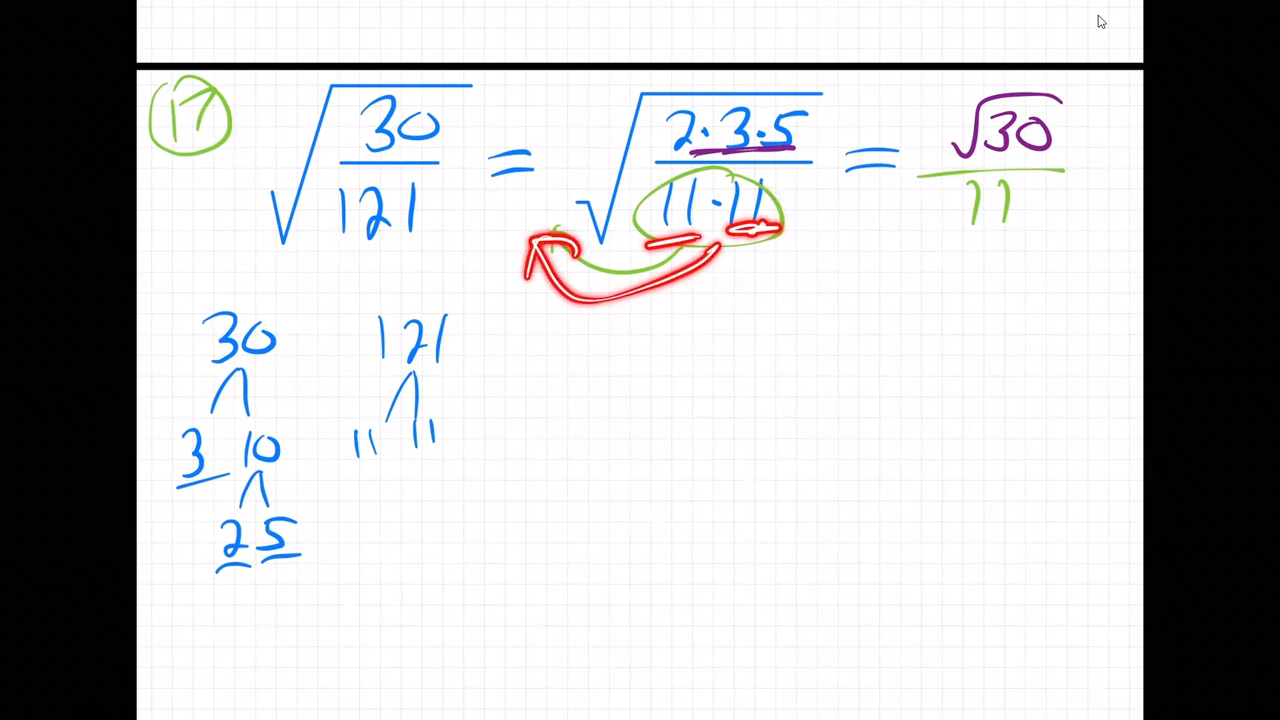 17 √(30/121) = √(2·3·5/11·11) = √30/11
30 121
3 10 11 11
2 5